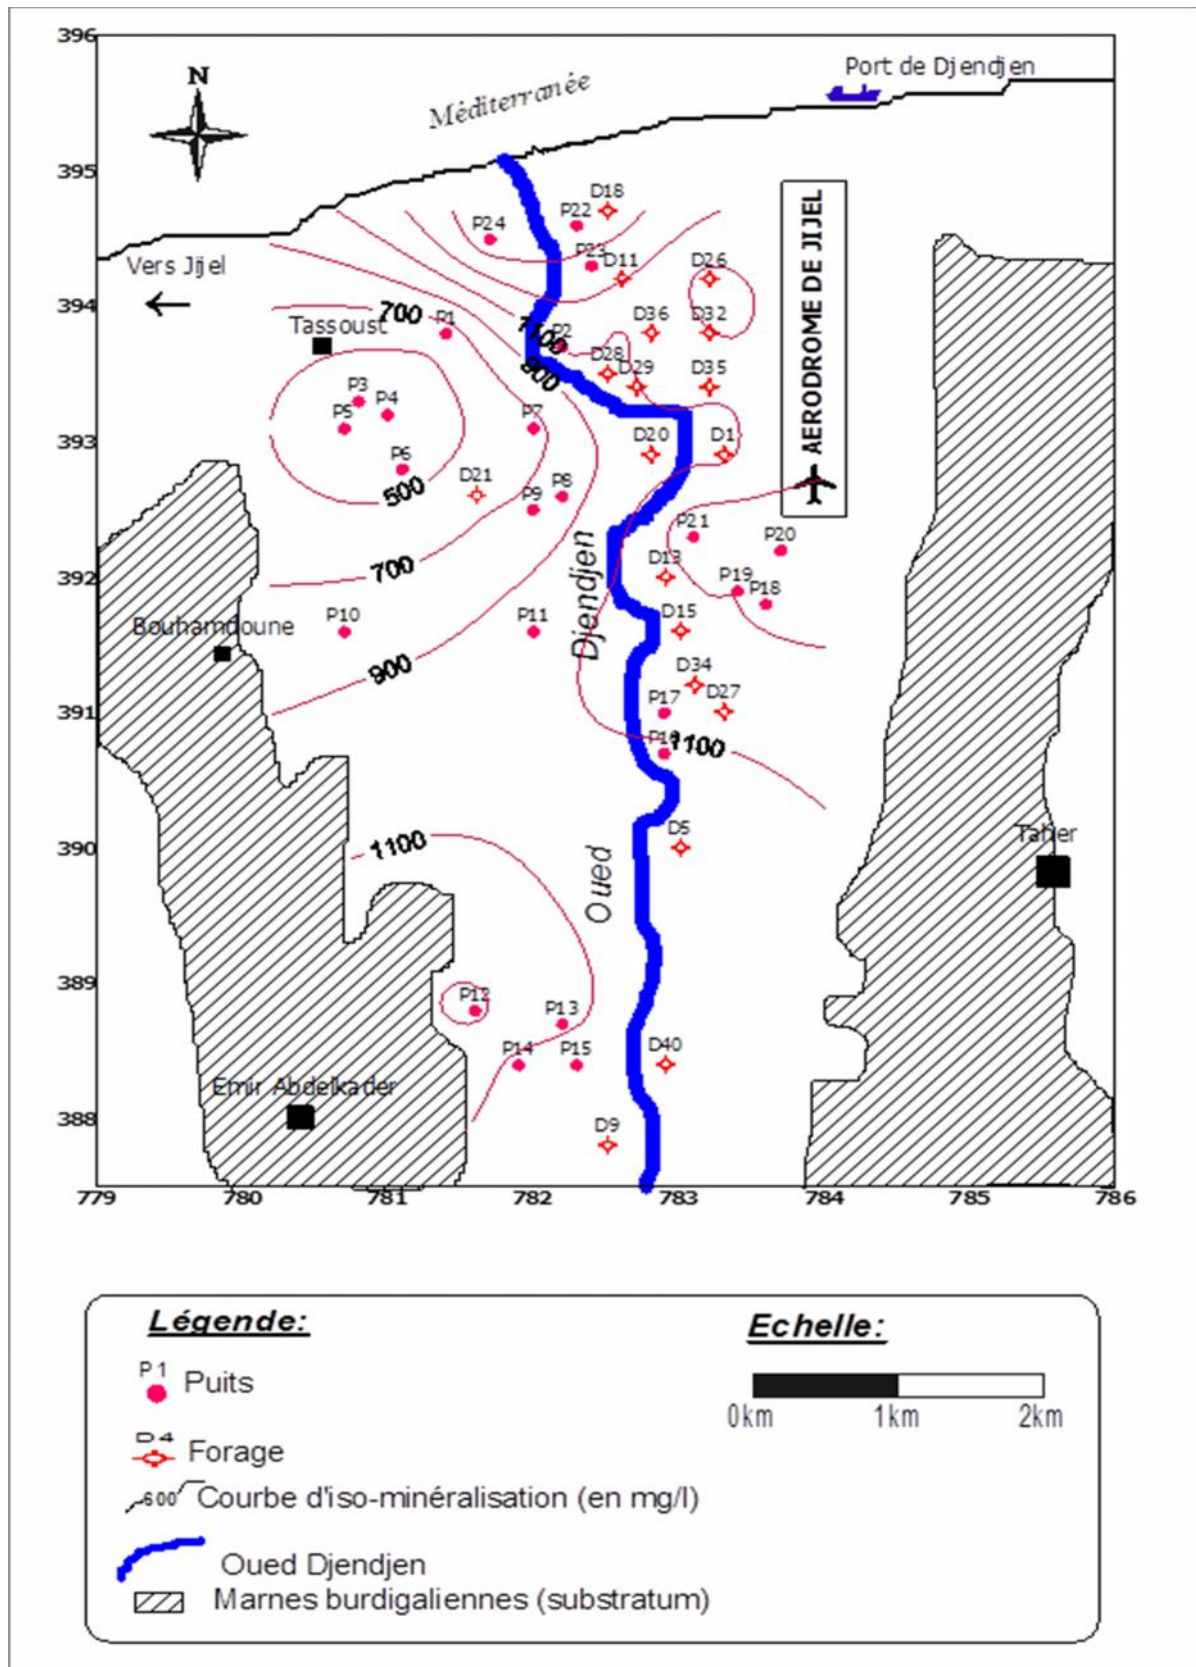 396
Port de Djendjen
N
Méditerranée
395
D18
P22
P24
P23
D11
D26
Vers Jijel
AERODROME DE JIJEL
394
700
P1
Tassoust
D36
D32
1100
P2
D28
D29
D35
900
P3
P4
P5
P7
393
D20
D1
P6
D21
500
P8
P9
P21
P20
392
700
D13
P19
P18
Djendjen
P10
Bouhamdoune
P11
D15
900
D34
D27
391
P17
P16
1100
390
1100
D5
Taher
Oued
389
P12
P13
P14
P15
D40
Emir Abdelkader
388
D9
779
780
781
782
783
784
785
786
Légende:
Echelle:
P1
Puits
0km
1km
2km
D4
Forage
600
Courbe d'iso-minéralisation (en mg/l)
Oued Djendjen
Marnes burdigaliennes (substratum)